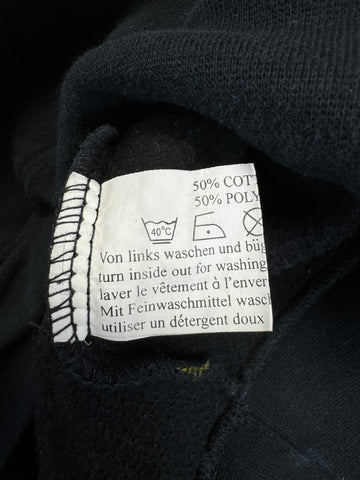 50% COT
50% POLY
40°C
Von links waschen und büg
turn inside out for washing
laver le vêtement à l'enver
Mit Feinwaschmittel wasch
utiliser un détergent doux